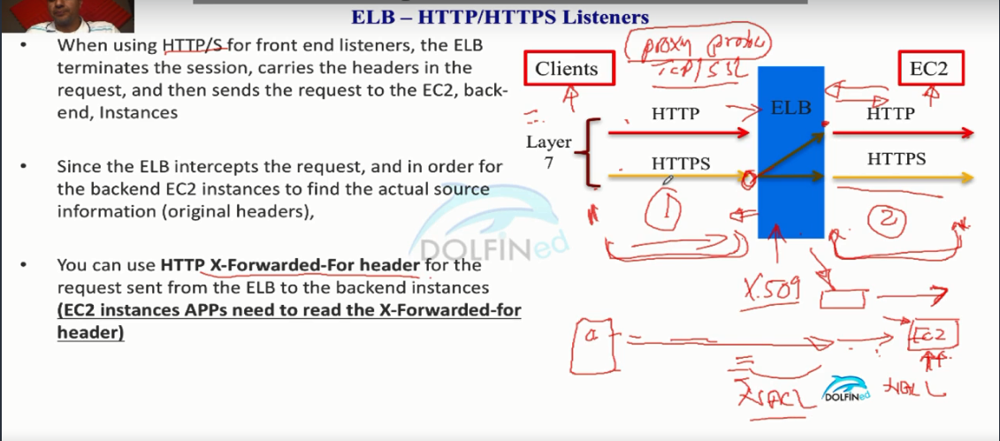 ELB – HTTP/HTTPS Listeners
When using HTTP/S for front end listeners, the ELB
terminates the session, carries the headers in the
request, and then sends the request to the EC2, back-
end, Instances
Since the ELB intercepts the request, and in order for
the backend EC2 instances to find the actual source
information (original headers),
You can use HTTP X-Forwarded-For header for the
request sent from the ELB to the backend instances
(EC2 instances APPs need to read the X-Forwarded-for
header)
proxy
TCP/SSL
Clients
EC2
HTTP
ELB
HTTP
Layer
7
HTTPS
HTTPS
1
2
X.509
a
EC2
NACL
DOLFINed
DOLFINed